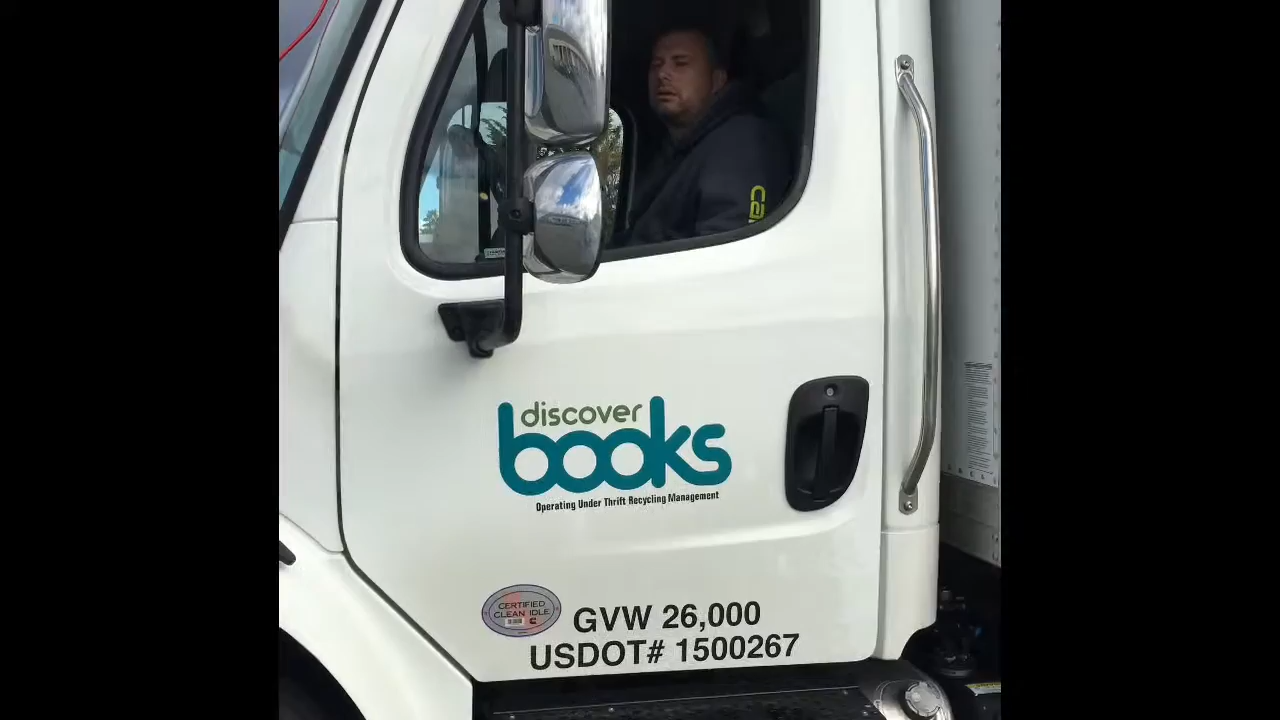 discover
books
Operating Under Thrift Recycling Management
CERTIFIED
CLEAN IDLE
GVW 26,000
USDOT# 1500267